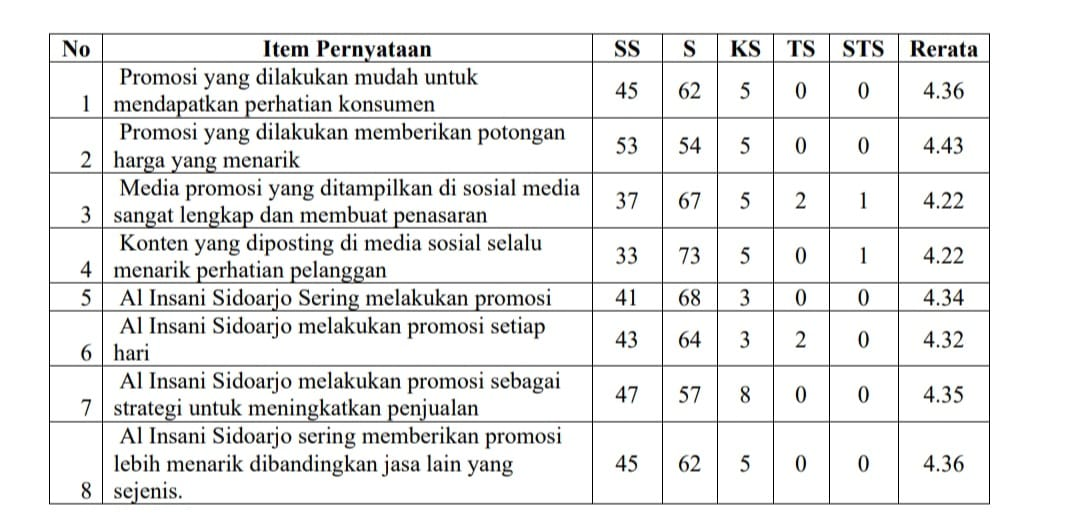 No Item Pernyataan SS S KS TS STS Rerata
Promosi yang dilakukan mudah untuk
1 mendapatkan perhatian konsumen 45 62 5 0 0 4.36
Promosi yang dilakukan memberikan potongan
2 harga yang menarik 53 54 5 0 0 4.43
Media promosi yang ditampilkan di sosial media
3 sangat lengkap dan membuat penasaran 37 67 5 2 1 4.22
Konten yang diposting di media sosial selalu
4 menarik perhatian pelanggan 33 73 5 0 1 4.22
5 Al Insani Sidoarjo Sering melakukan promosi 41 68 3 0 0 4.34
Al Insani Sidoarjo melakukan promosi setiap
6 hari 43 64 3 2 0 4.32
Al Insani Sidoarjo melakukan promosi sebagai
7 strategi untuk meningkatkan penjualan 47 57 8 0 0 4.35
Al Insani Sidoarjo sering memberikan promosi
lebih menarik dibandingkan jasa lain yang 45 62 5 0 0 4.36
8 sejenis.